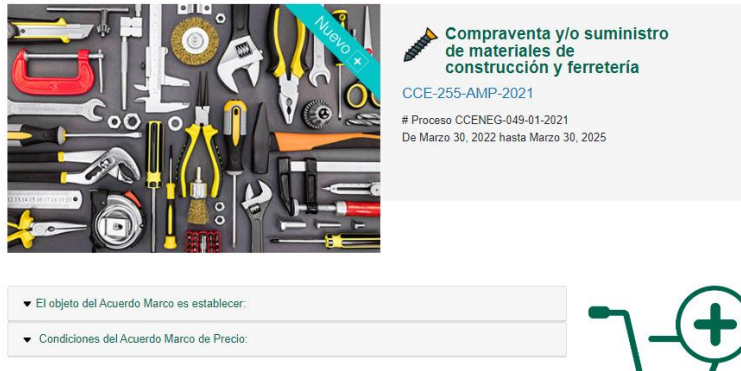 Nuevo
Compraventa y/o suministro
de materiales de
construcción y ferretería
CCE-255-AMP-2021
# Proceso CCENEG-049-01-2021
De Marzo 30, 2022 hasta Marzo 30, 2025
El objeto del Acuerdo Marco es establecer:
Condiciones del Acuerdo Marco de Precio: